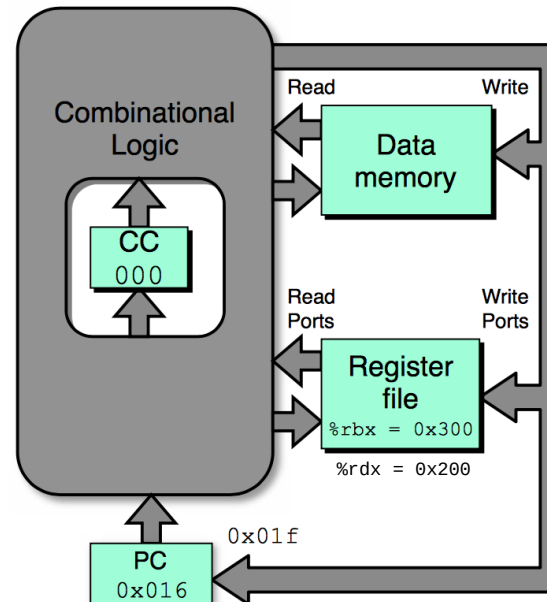 Combinational
Logic
CC
000
Read
Write
Data
memory
Read
Ports
Write
Ports
Register
file
%rbx = 0x300
%rdx = 0x200
0x01f
PC
0x016